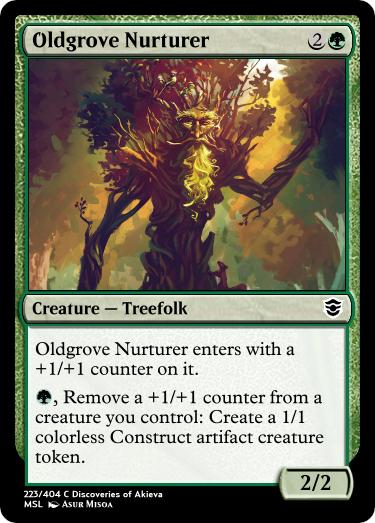 Oldgrove Nurturer 2
Creature — Treefolk
Oldgrove Nurturer enters with a
+1/+1 counter on it.
, Remove a +1/+1 counter from a
creature you control: Create a 1/1
colorless Construct artifact creature
token.
2/2
223/404 C Discoveries of Akieva
MSL Asur Misoa